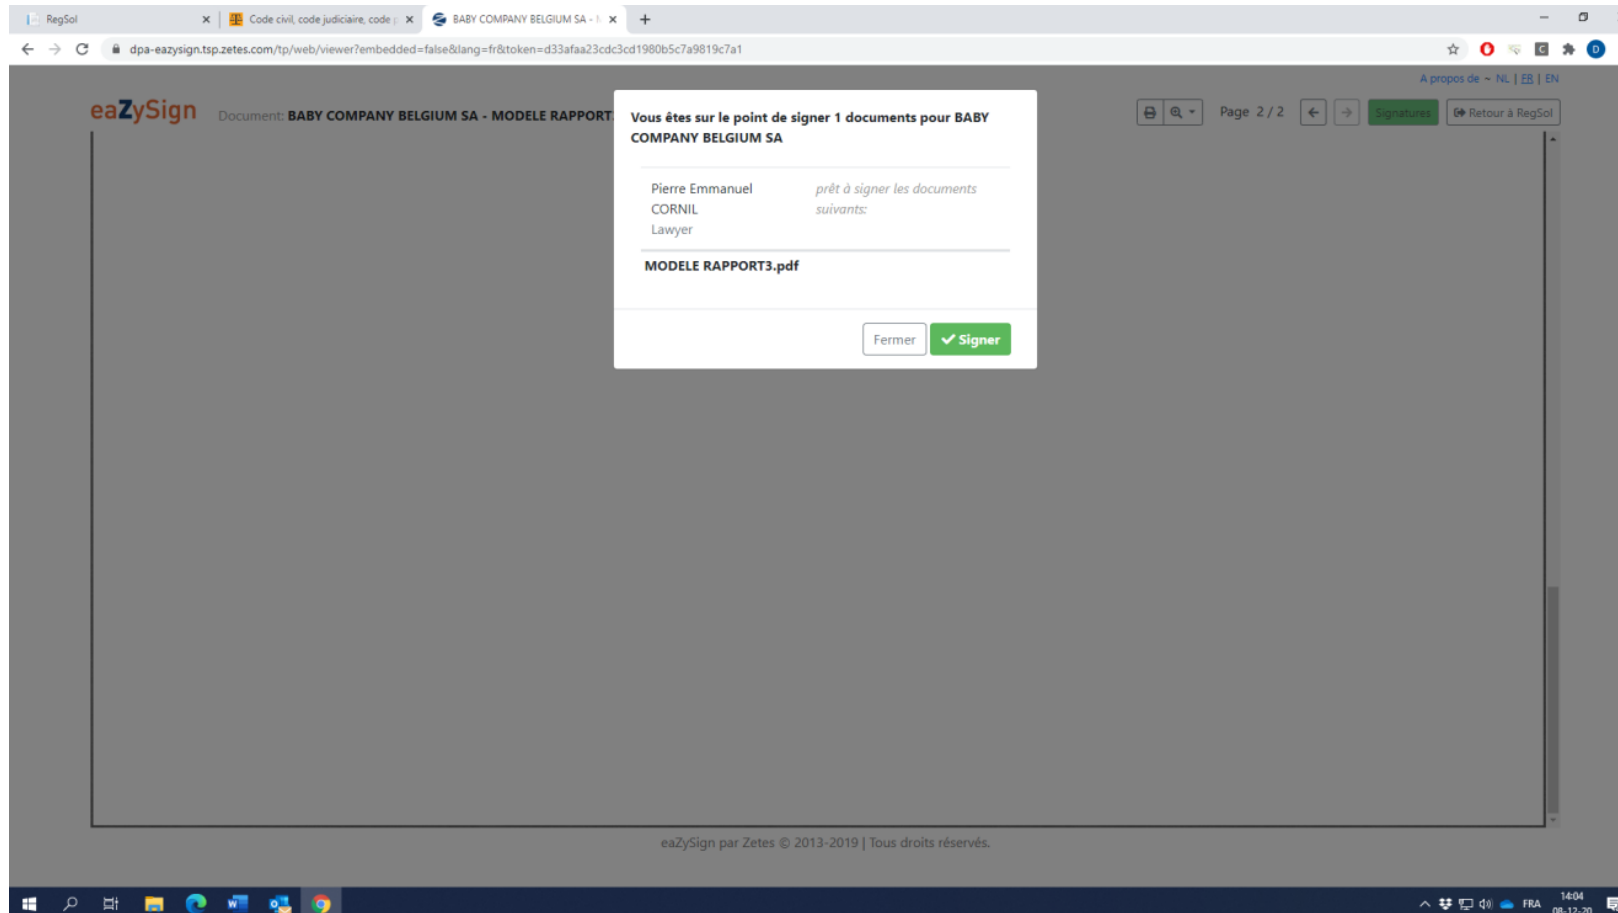 RegSol
Code civil, code judiciaire, code p
BABY COMPANY BELGIUM SA - M
dpa-eazysign.tsp.zetes.com/tp/web/viewer?embedded=false&lang=fr&token=d33afaa23cdc3cd1980b5c7a9819c7a1
A propos de ~ NL | FR | EN
eaZySign
Document: BABY COMPANY BELGIUM SA - MODELE RAPPORT
Page 2 / 2
Signatures
Retour à RegSol
Vous êtes sur le point de signer 1 documents pour BABY
COMPANY BELGIUM SA
Pierre Emmanuel
CORNIL
Lawyer
prêt à signer les documents
suivants:
MODELE RAPPORT3.pdf
Fermer
Signer
eaZySign par Zetes © 2013-2019 | Tous droits réservés.
FRA
14:04
08-12-20